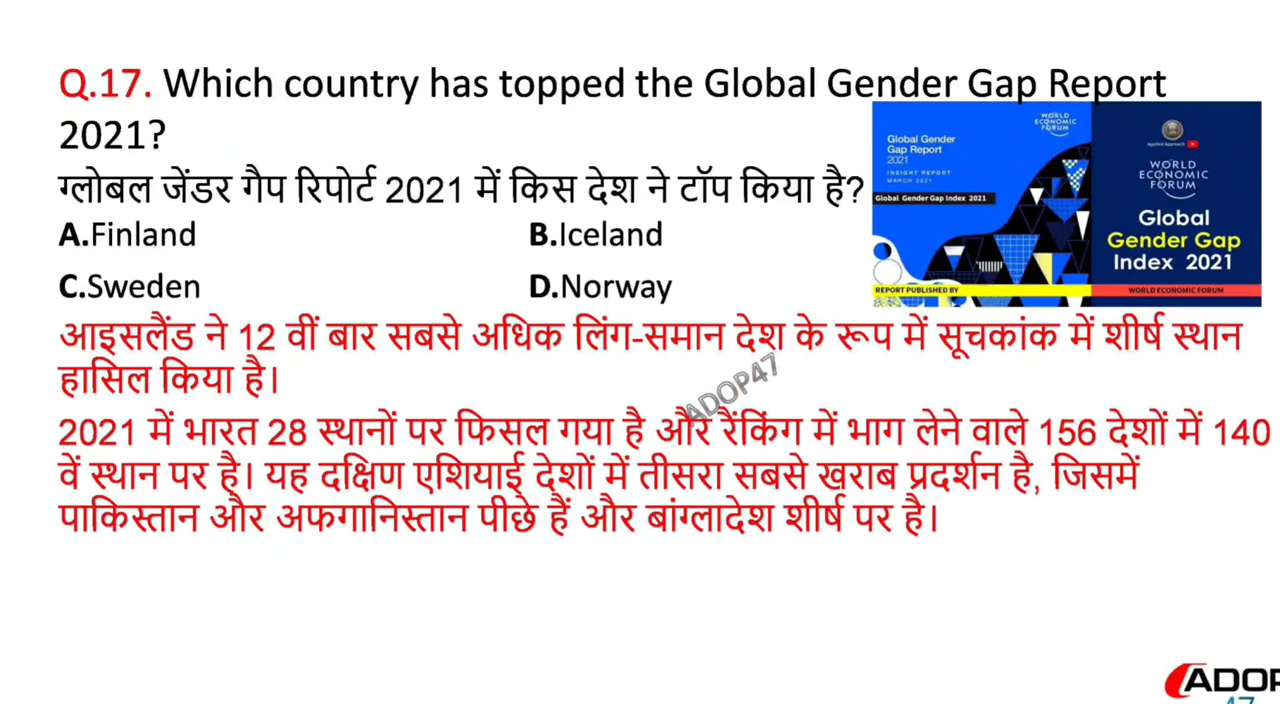 Q.17. Which country has topped the Global Gender Gap Report
2021?
ग्लोबल जेंडर गैप रिपोर्ट 2021 में किस देश ने टॉप किया है?
A.Finland
B.Iceland
C.Sweden
D.Norway
WORLD
ECONOMIC
FORUM
Global Gender
Gap Report
2021
INSIGHT REPORT
MARCH 2021
Global Gender Gap Index 2021
REPORT PUBLISHED BY
Applied Approach
WORLD
ECONOMIC
FORUM
Global
Gender Gap
Index 2021
WORLD ECONOMIC FORUM
आइसलैंड ने 12 वीं बार सबसे अधिक लिंग-समान देश के रूप में सूचकांक में शीर्ष स्थान
हासिल किया है।
2021 में भारत 28 स्थानों पर फिसल गया है और रैंकिंग में भाग लेने वाले 156 देशों में 140
वें स्थान पर है। यह दक्षिण एशियाई देशों में तीसरा सबसे खराब प्रदर्शन है, जिसमें
पाकिस्तान और अफगानिस्तान पीछे हैं और बांग्लादेश शीर्ष पर है।
ADOP47
ADOP
47